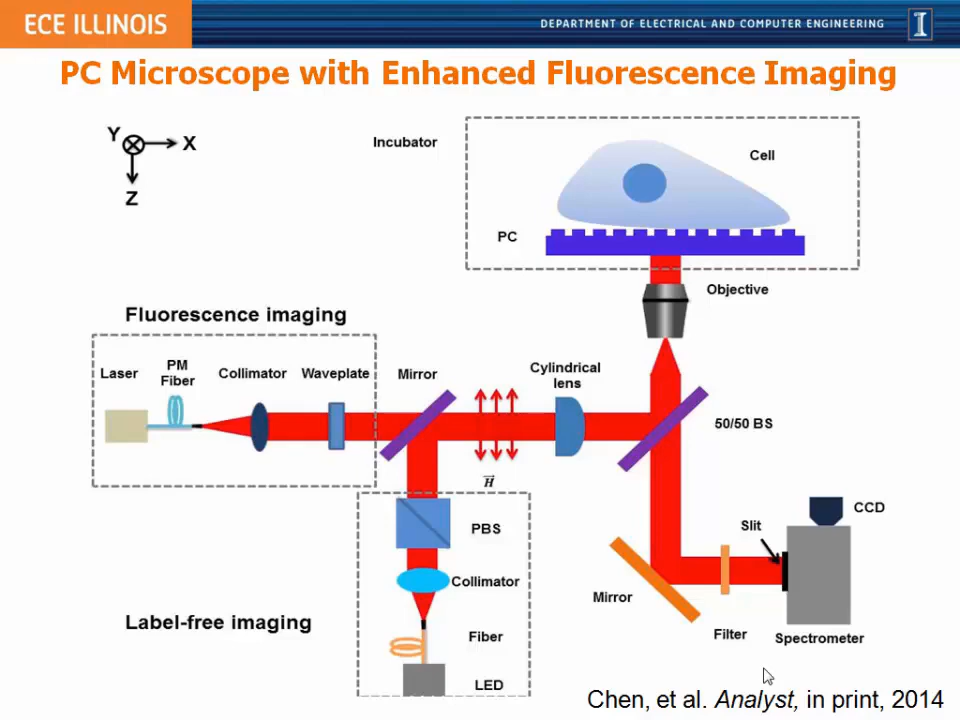 ECE ILLINOIS
DEPARTMENT OF ELECTRICAL AND COMPUTER ENGINEERING
I
PC Microscope with Enhanced Fluorescence Imaging
Y
X
Z
Incubator
Cell
PC
Objective
Fluorescence imaging
Laser
PM
Fiber
Collimator
Waveplate
Mirror
Cylindrical
lens
50/50 BS
H
PBS
Collimator
Fiber
LED
Label-free imaging
CCD
Slit
Mirror
Filter
Spectrometer
Chen, et al. Analyst, in print, 2014